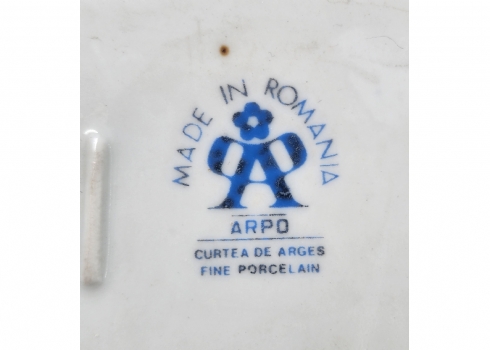 MADE IN ROMANIA
ARPO
CURTEA DE ARGES
FINE PORCELAIN